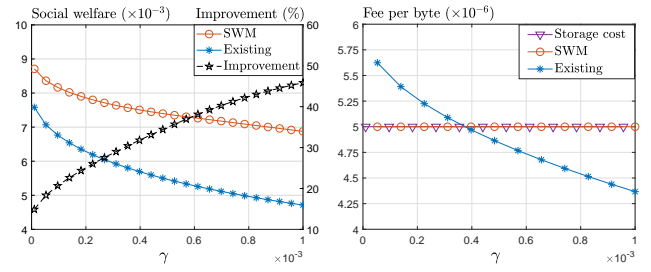 Social welfare (×10⁻³) Improvement (%)
10 60
SWM
Existing
Improvement
9 50
8 40
7
6 30
5 20
4 10
0 0.2 0.4 0.6 0.8 1
γ ×10⁻³
Fee per byte (×10⁻⁶)
6
Storage cost
SWM
Existing
5.75
5.5
5.25
5
4.75
4.5
4.25
4
0 0.2 0.4 0.6 0.8 1
γ ×10⁻³